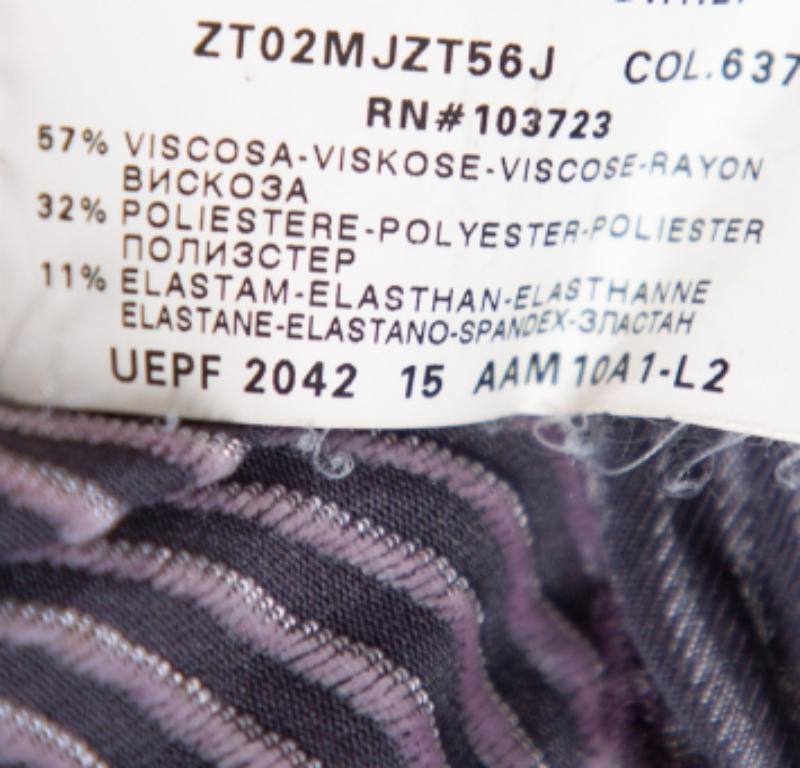 ZT02MJZT56J COL.637
RN#103723
57% VISCOSA-VISKOSE-VISCOSE-RAYON
ВИСКОЗА
32% POLIESTERE-POLYESTER-POLIESTER
ПОЛИЗСТЕР
11% ELASTAM-ELASTHAN-ELASTHANNE
ELASTANE-ELASTANO-SPANDEX-ЗЛАСТАН
UEPF 2042 15 AAM 10A1-L2